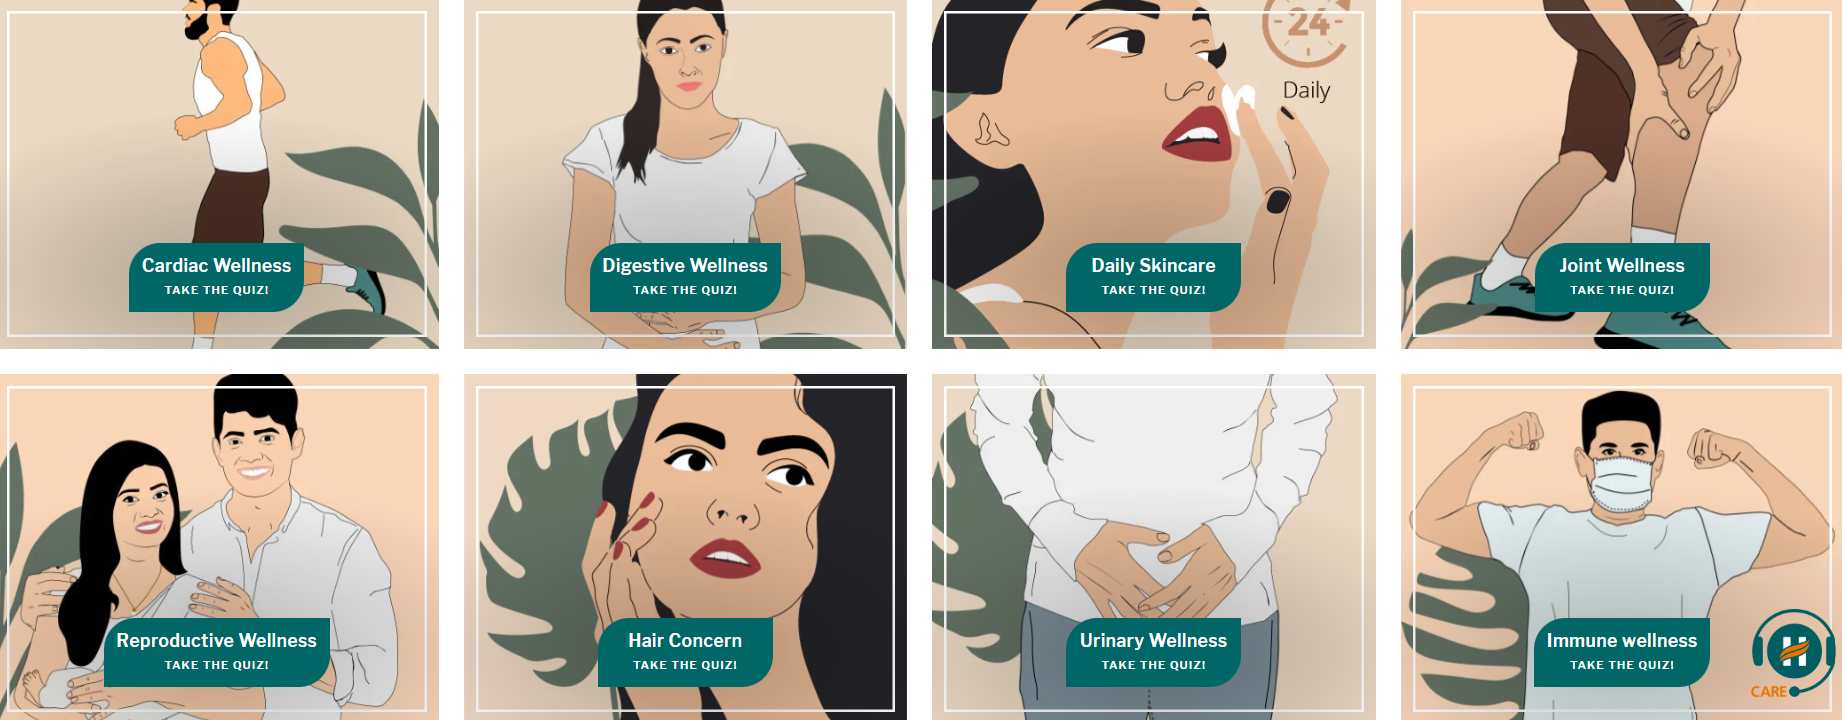 24
Daily
Cardiac Wellness
TAKE THE QUIZ!
Digestive Wellness
TAKE THE QUIZ!
Daily Skincare
TAKE THE QUIZ!
Joint Wellness
TAKE THE QUIZ!
Reproductive Wellness
TAKE THE QUIZ!
Hair Concern
TAKE THE QUIZ!
Urinary Wellness
TAKE THE QUIZ!
Immune wellness
TAKE THE QUIZ!
H
CARE